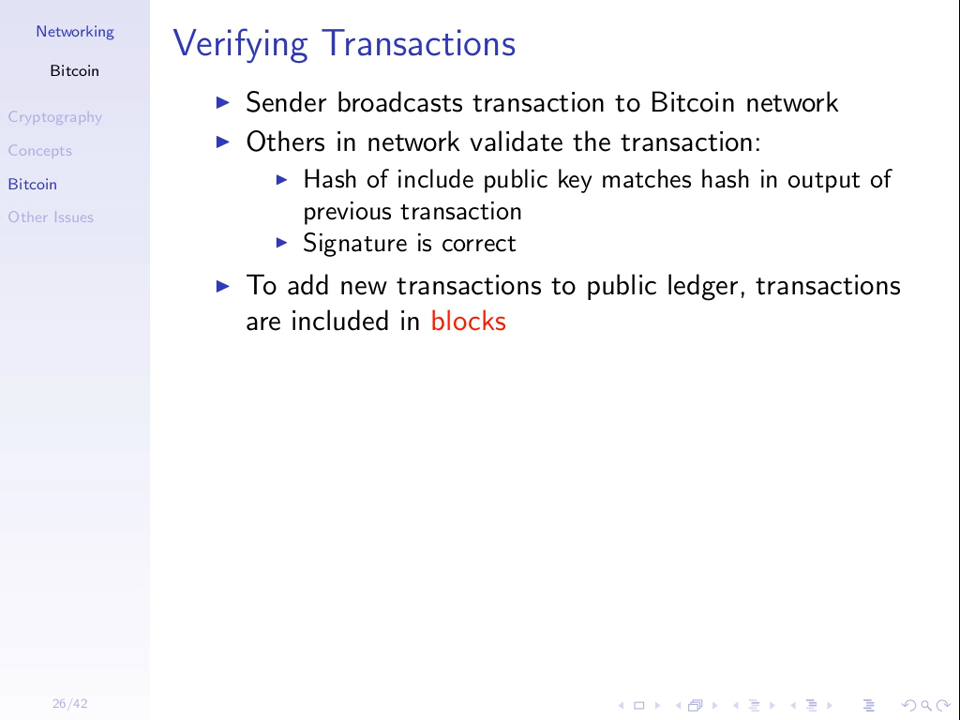 Networking
Bitcoin
Cryptography
Concepts
Bitcoin
Other Issues
26/42
Verifying Transactions
Sender broadcasts transaction to Bitcoin network
Others in network validate the transaction:
Hash of include public key matches hash in output of
previous transaction
Signature is correct
To add new transactions to public ledger, transactions
are included in blocks